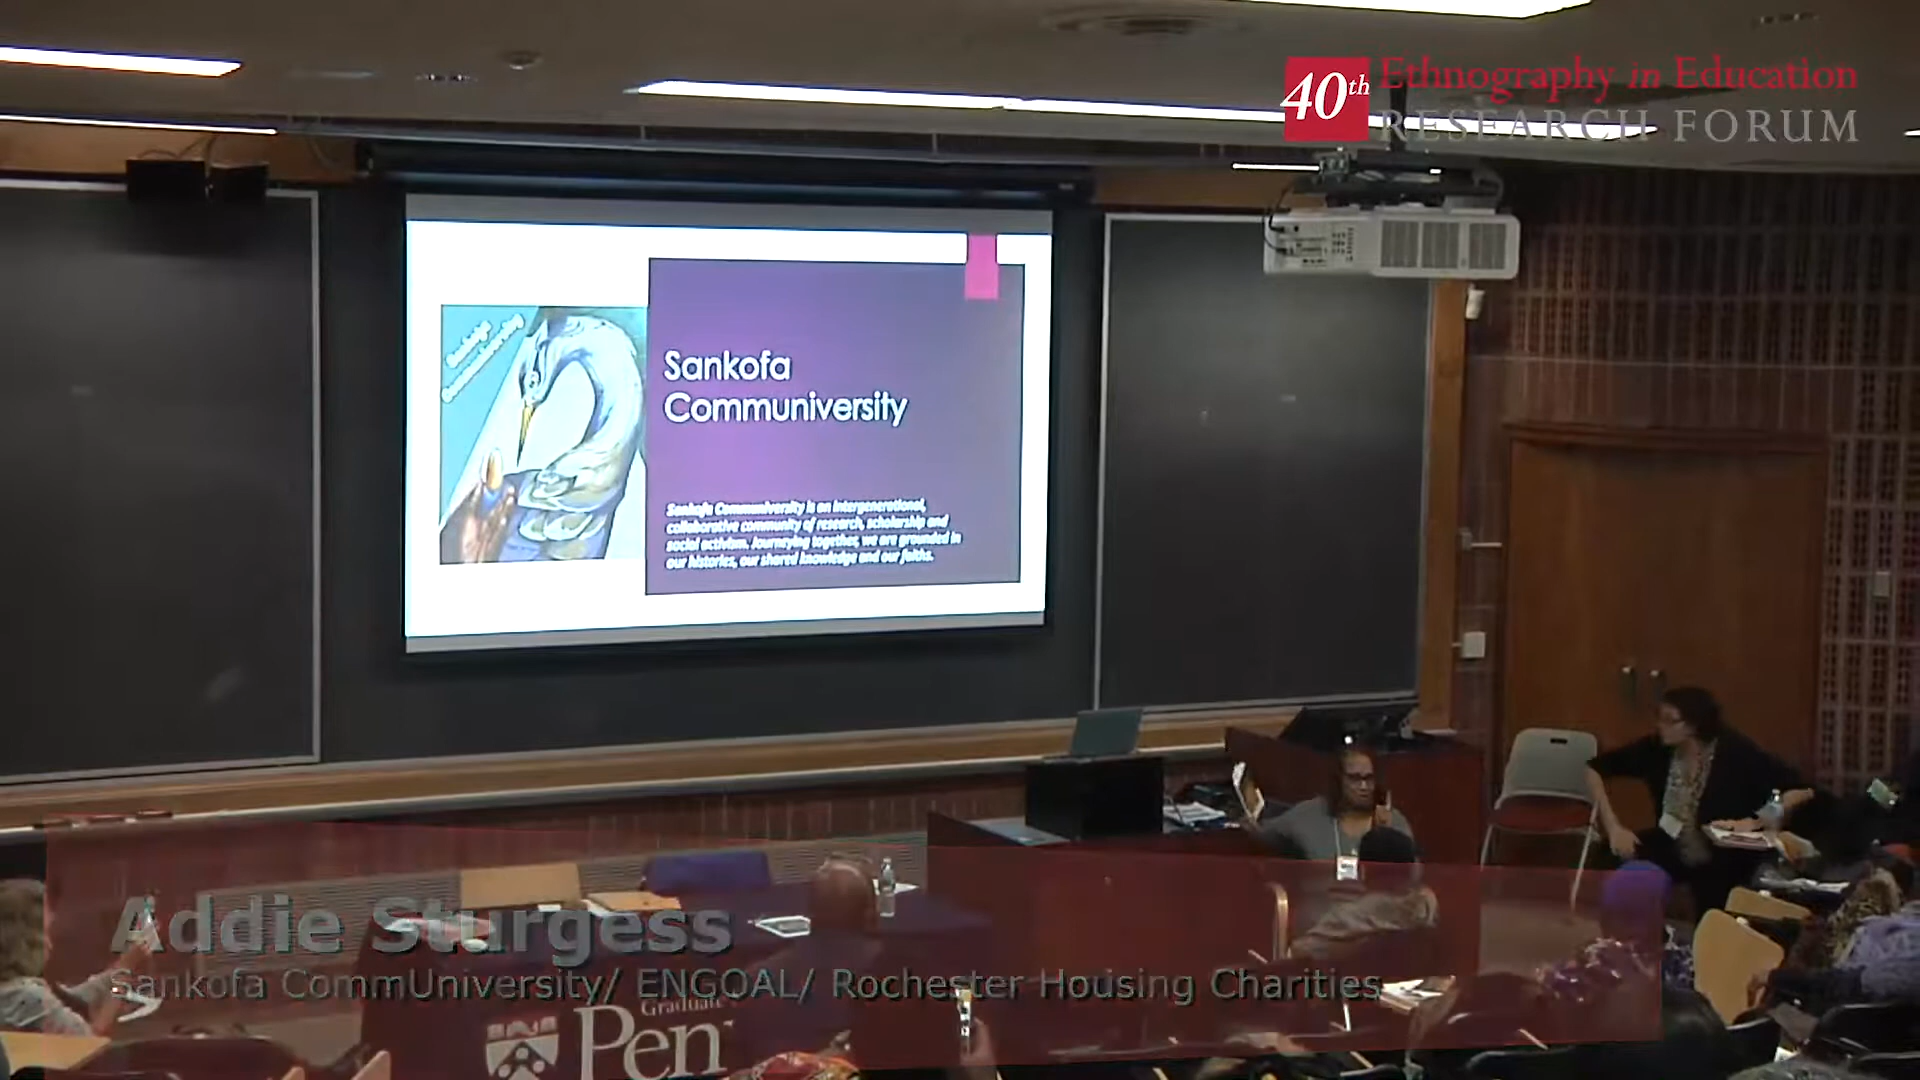 40th Ethnography in Education
RESEARCH FORUM
Sankofa
Communiversity
Sankofa
Communiversity
Sankofa Communiversity is an intergenerational,
collaborative community of research, scholarship and
social activism. Journeying together, we are grounded in
our histories, our shared knowledge and our faiths.
Addie Sturgess
Sankofa CommUniversity/ ENGOAL/ Rochester Housing Charities
Graduate
Penn